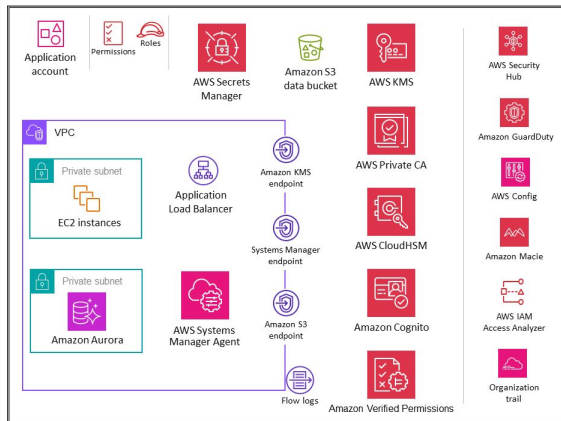 Application
account
Permissions
Roles
AWS Secrets
Manager
Amazon S3
data bucket
AWS KMS
AWS Security
Hub
VPC
Private subnet
EC2 instances
Application
Load Balancer
Amazon KMS
endpoint
AWS Private CA
Amazon GuardDuty
AWS Config
Systems Manager
endpoint
AWS CloudHSM
Amazon Macie
Private subnet
Amazon Aurora
AWS Systems
Manager Agent
Amazon S3
endpoint
Amazon Cognito
AWS IAM
Access Analyzer
Flow logs
Amazon Verified Permissions
Organization
trail